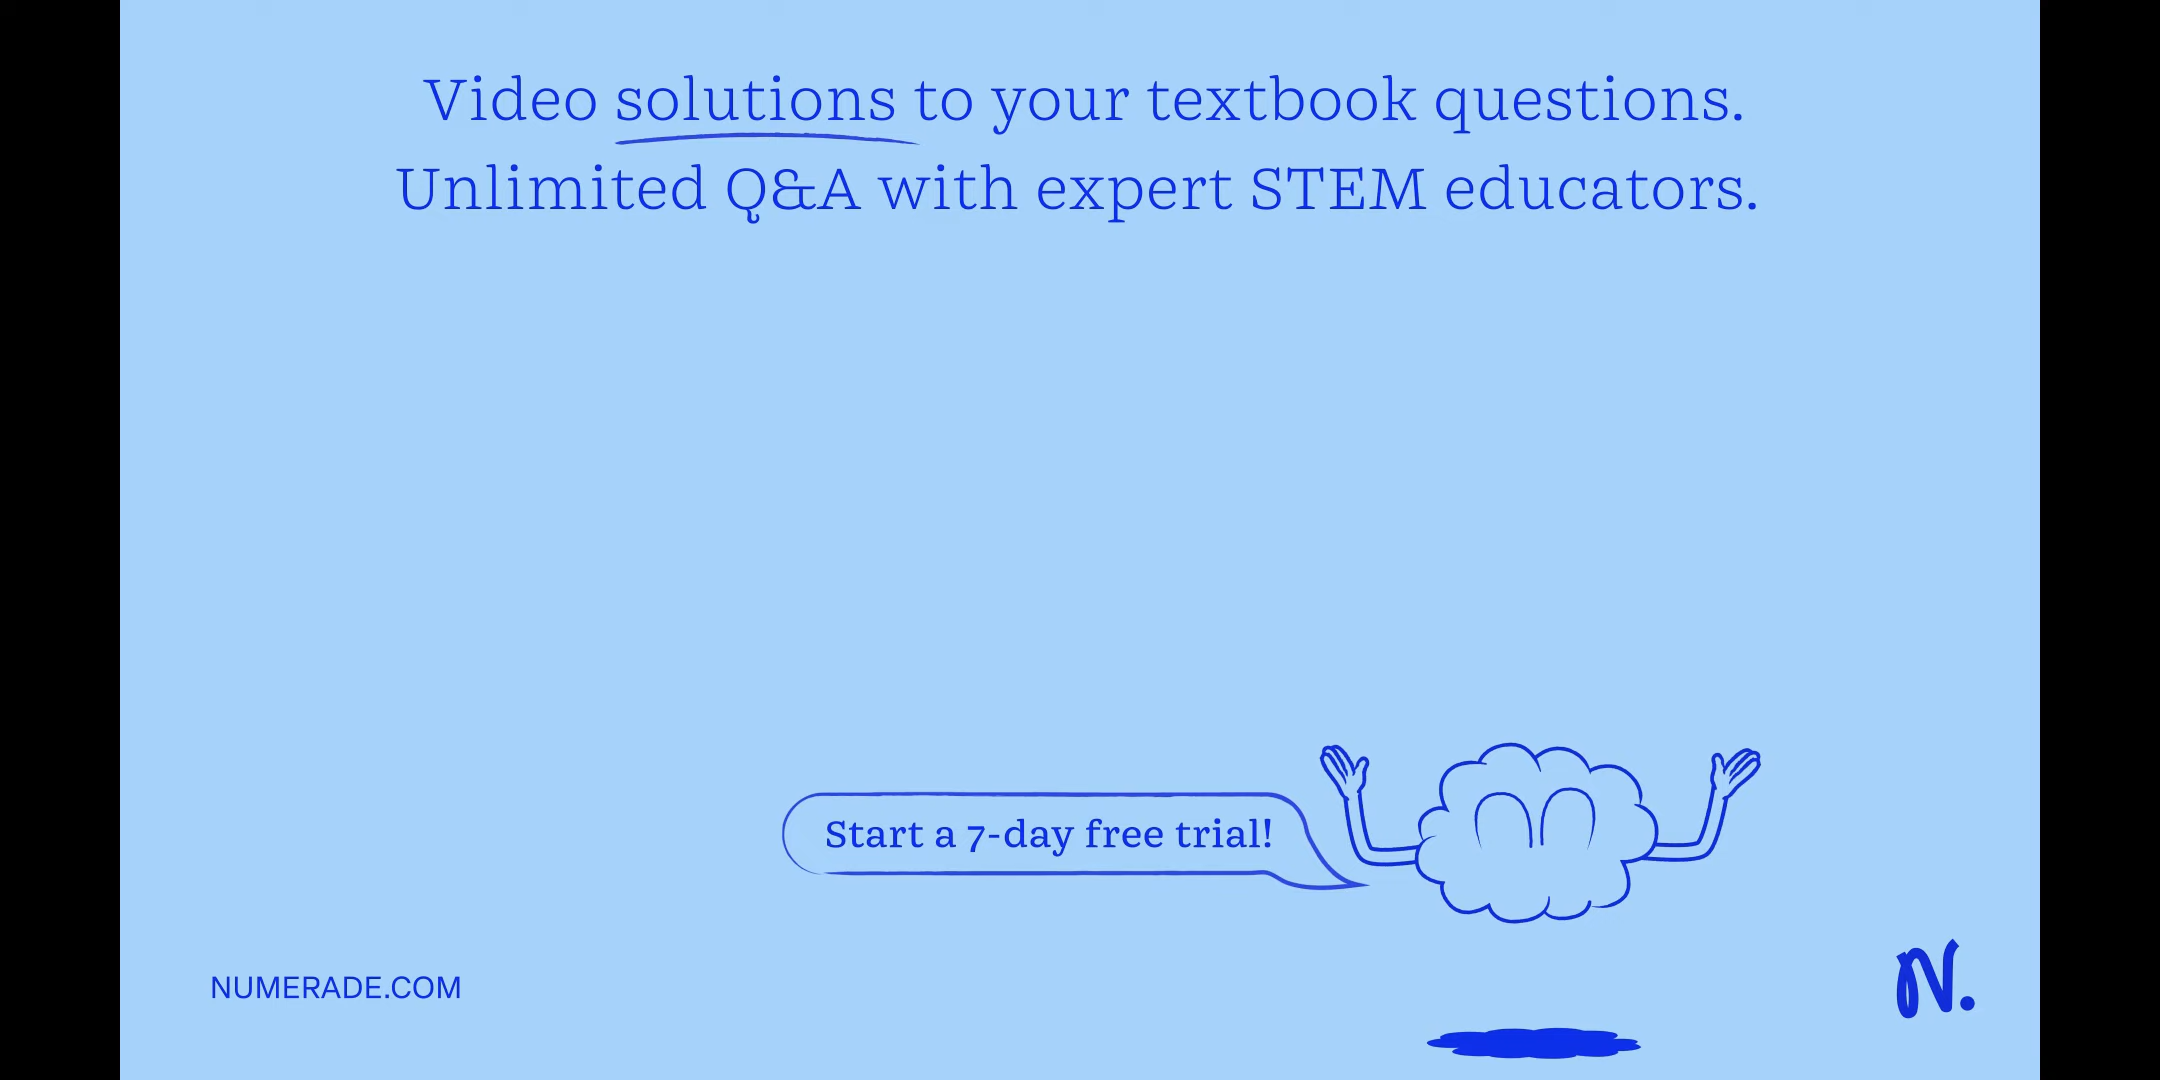 Video solutions to your textbook questions.
Unlimited Q&A with expert STEM educators.
Start a 7-day free trial!
NUMERADE.COM
N.